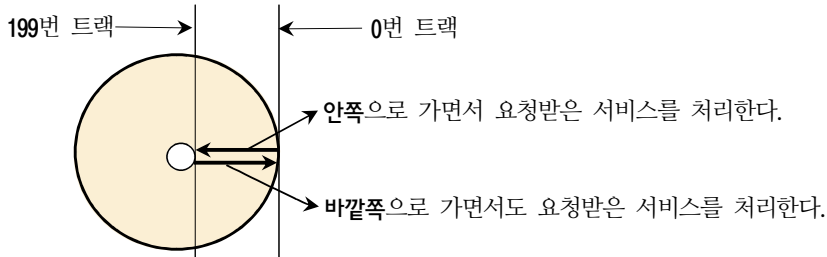 199번 트랙 0번 트랙
안쪽으로 가면서 요청받은 서비스를 처리한다.
바깥쪽으로 가면서도 요청받은 서비스를 처리한다.